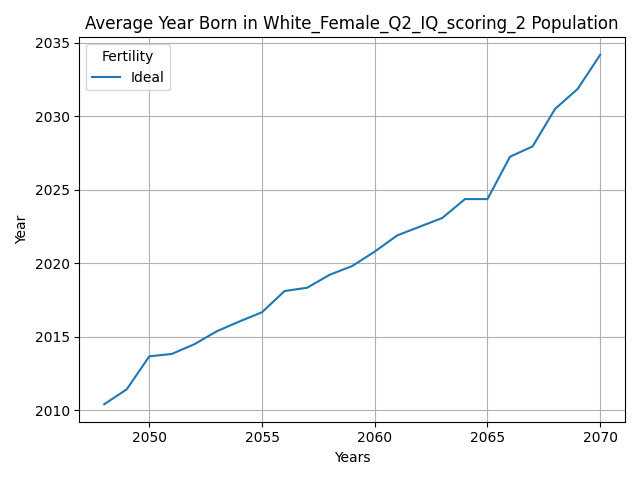 Average Year Born in White_Female_Q2_IQ_scoring_2 Population
Fertility
Ideal
2035
2030
2025
2020
2015
2010
Year
2050 2055 2060 2065 2070
Years